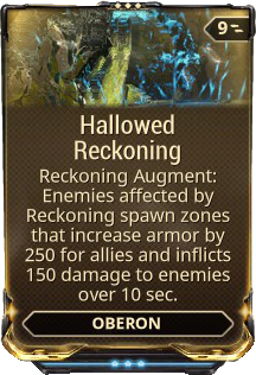 9
Hallowed
Reckoning
Reckoning Augment:
Enemies affected by
Reckoning spawn zones
that increase armor by
250 for allies and inflicts
150 damage to enemies
over 10 sec.
OBERON